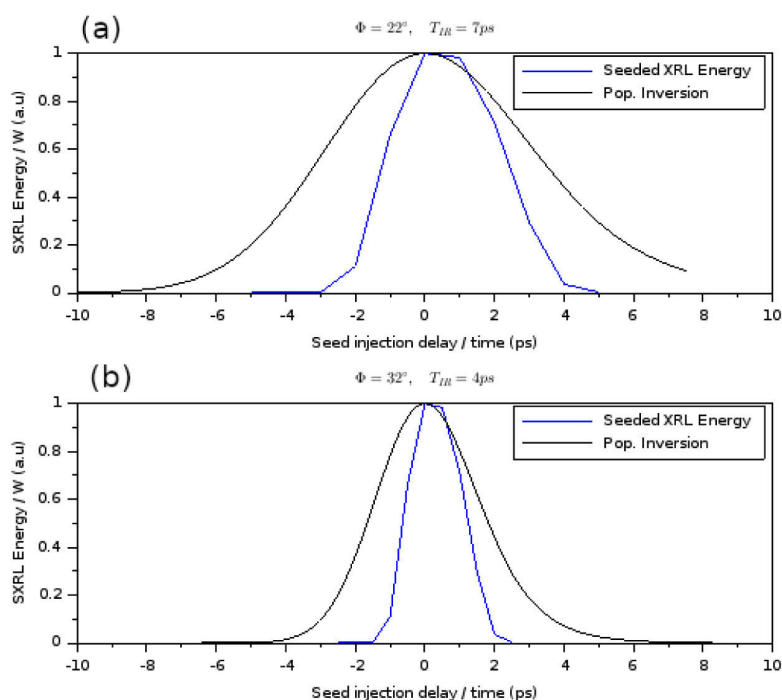 (a)
Φ = 22°, T_IR = 7ps
SXRL Energy / W (a.u)
1
0.8
0.6
0.4
0.2
0
Seeded XRL Energy
Pop. Inversion
-10 -8 -6 -4 -2 0 2 4 6 8 10
Seed injection delay / time (ps)
(b)
Φ = 32°, T_IR = 4ps
SXRL Energy / W (a.u)
1
0.8
0.6
0.4
0.2
0
Seeded XRL Energy
Pop. Inversion
-10 -8 -6 -4 -2 0 2 4 6 8 10
Seed injection delay / time (ps)